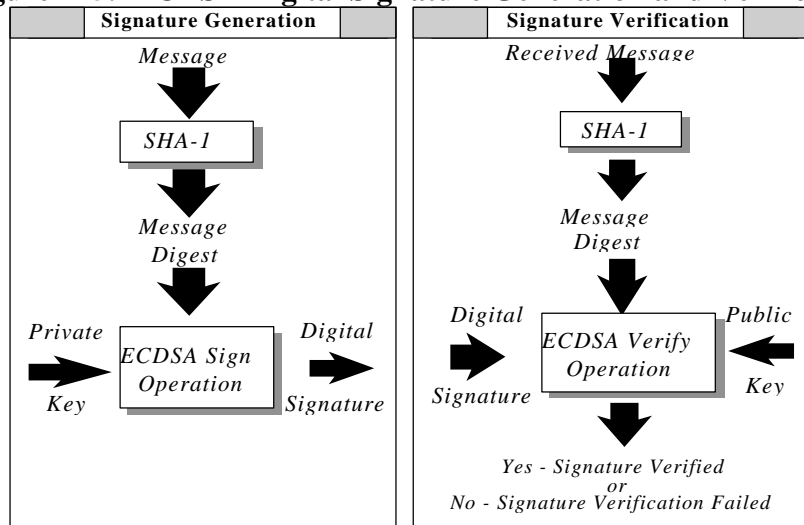 Signature Generation
Message
SHA-1
Message
Digest
Private
Key
ECDSA Sign
Operation
Digital
Signature
Signature Verification
Received Message
SHA-1
Message
Digest
Digital
Signature
ECDSA Verify
Operation
Public
Key
Yes - Signature Verified
or
No - Signature Verification Failed